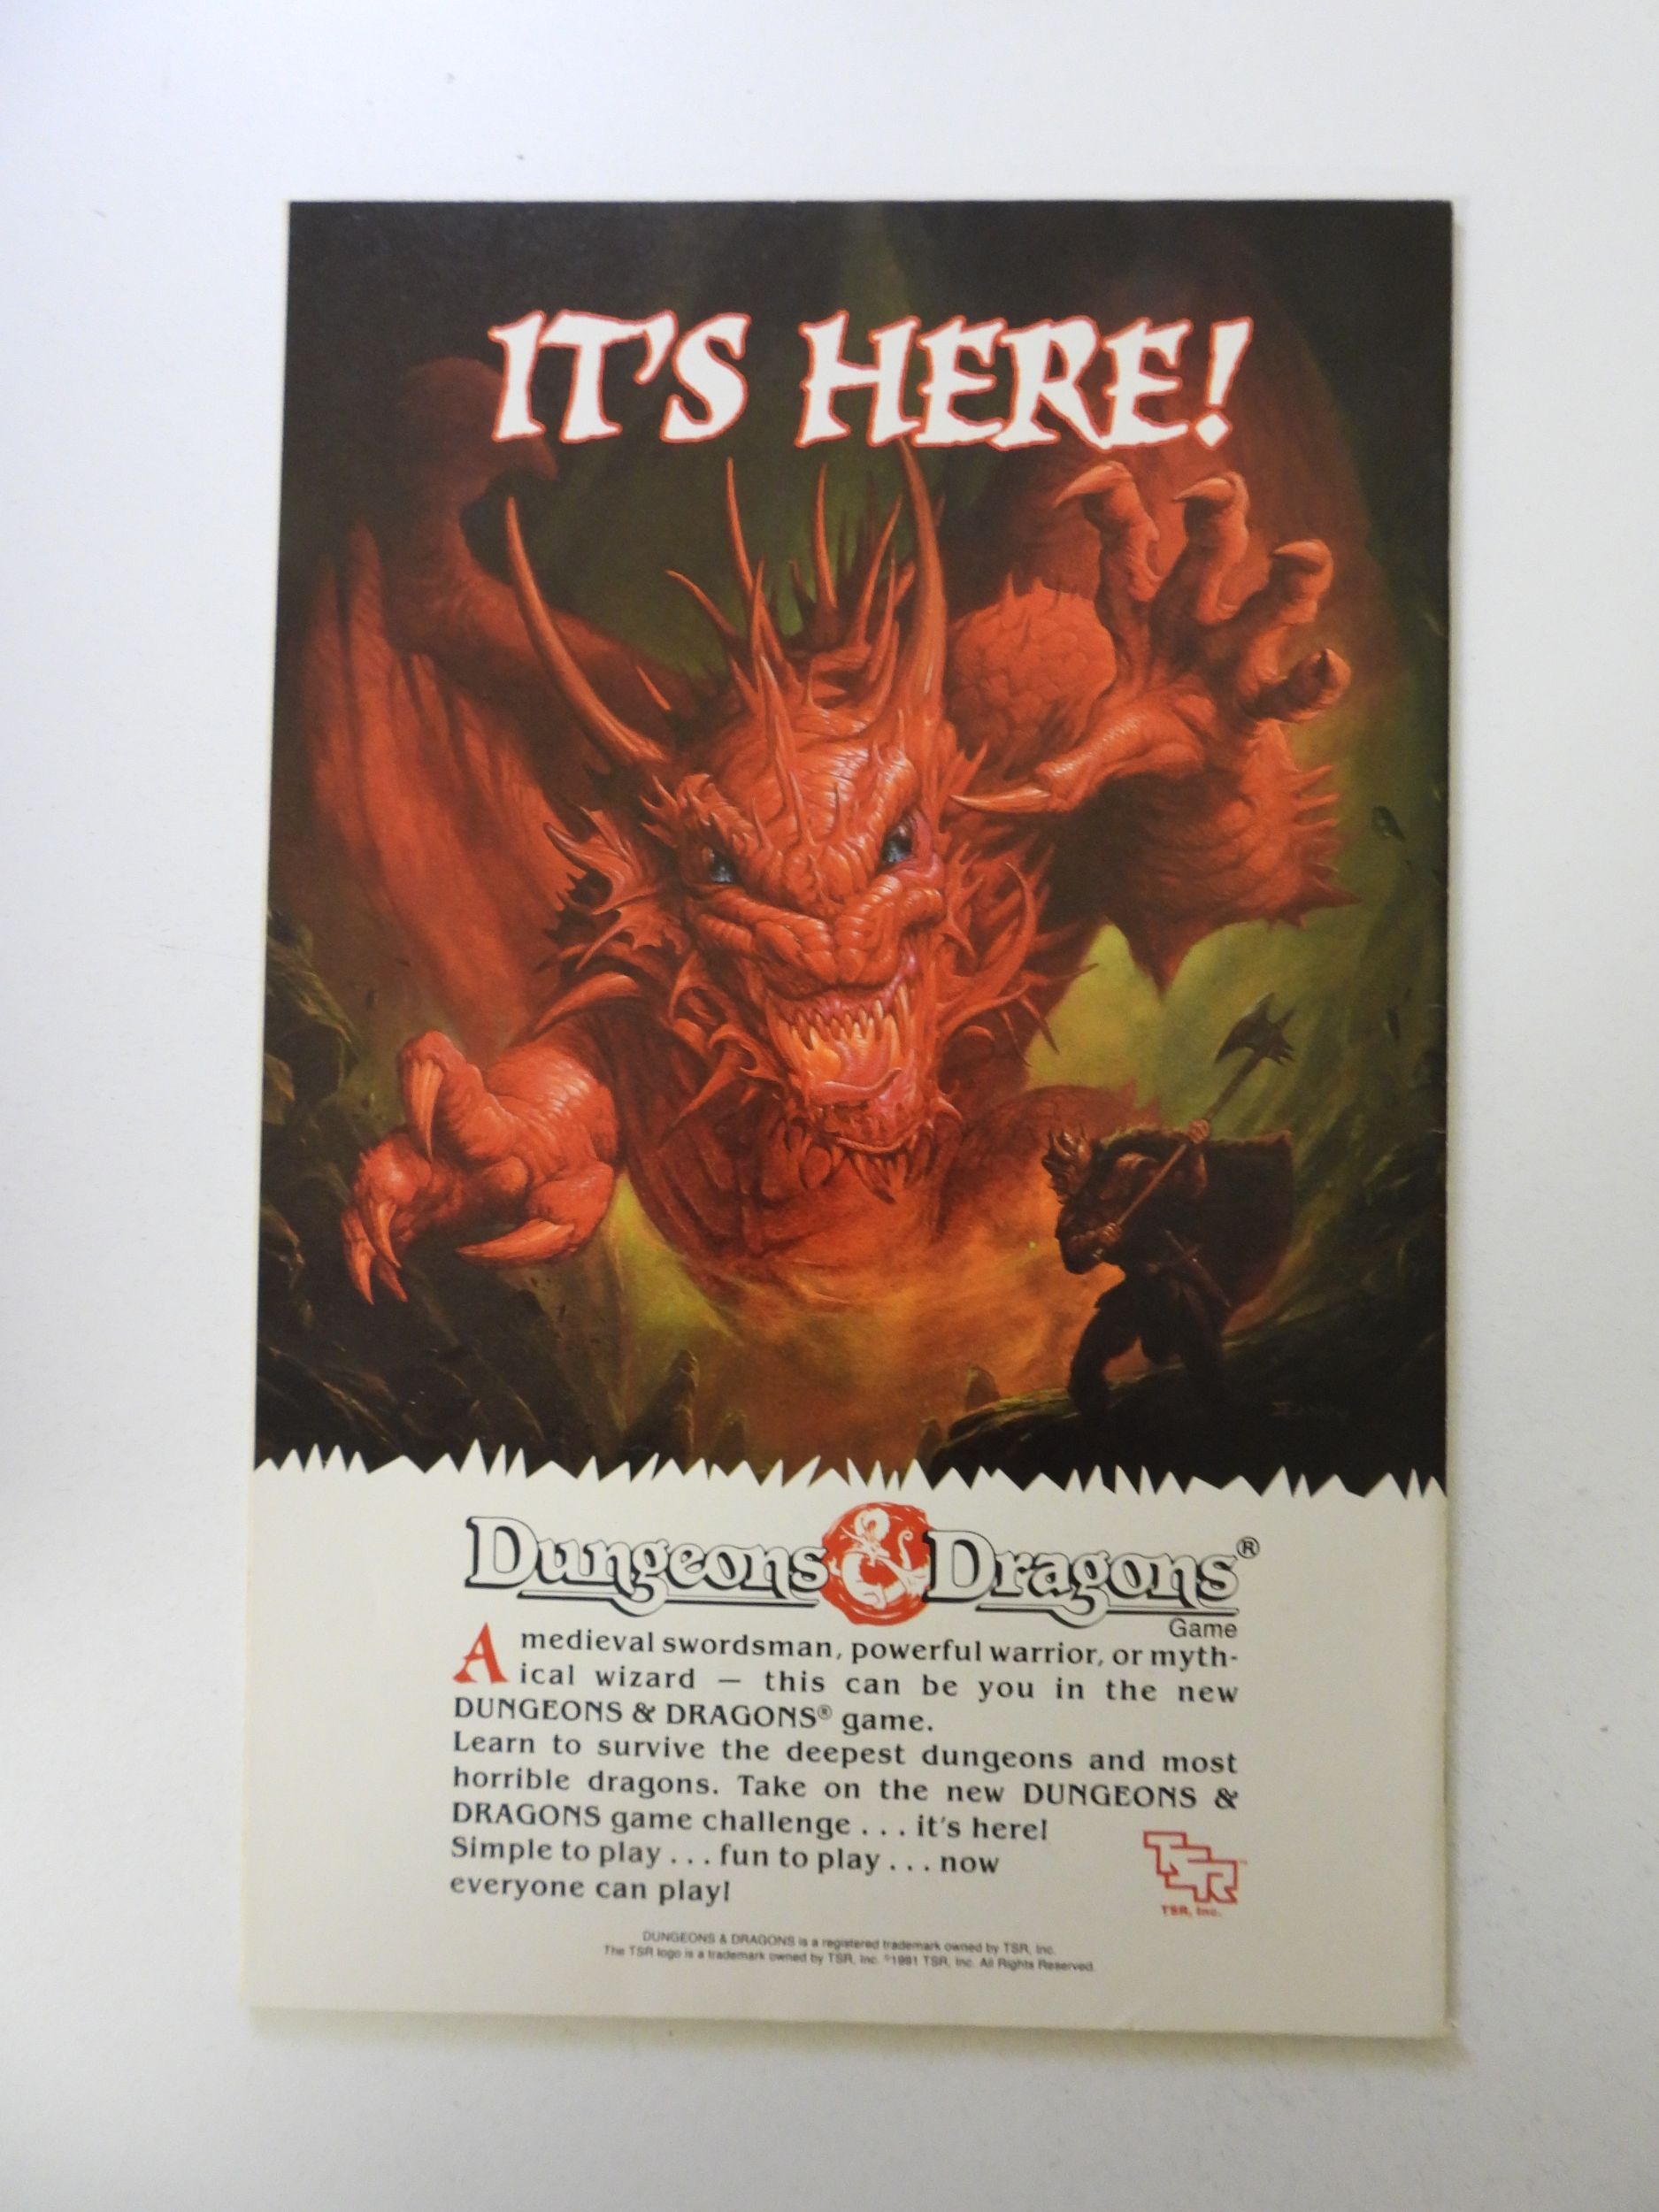 IT'S HERE!
Dungeons & Dragons®
Game
A medieval swordsman, powerful warrior, or myth-
ical wizard — this can be you in the new
DUNGEONS & DRAGONS® game.
Learn to survive the deepest dungeons and most
horrible dragons. Take on the new DUNGEONS &
DRAGONS game challenge . . . it's here!
Simple to play . . . fun to play . . . now
everyone can play!
TSR™
TSR, Inc.
DUNGEONS & DRAGONS is a registered trademark owned by TSR, Inc.
The TSR logo is a trademark owned by TSR, Inc. ©1991 TSR, Inc. All Rights Reserved.